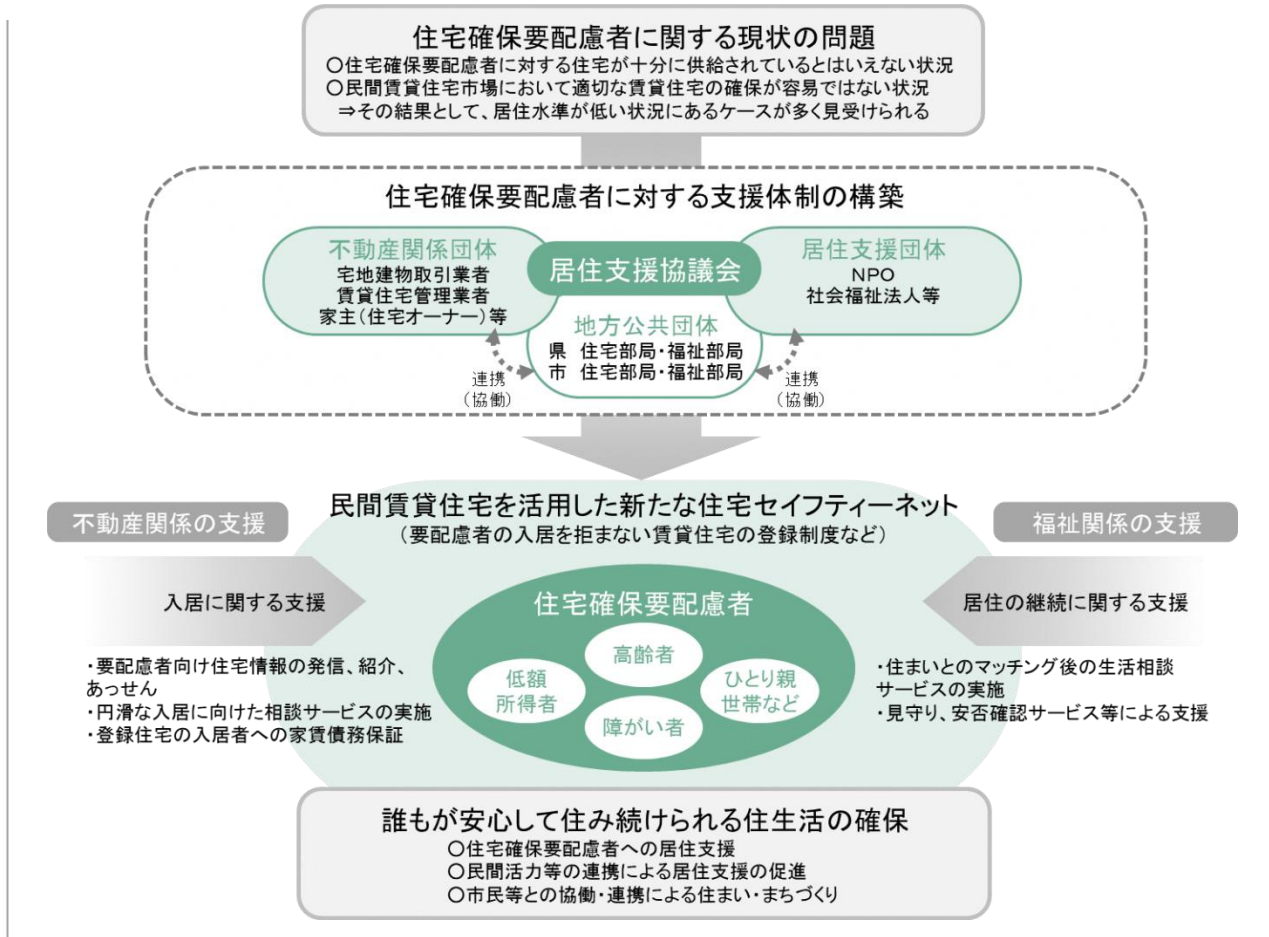 住宅確保要配慮者に関する現状の問題
○住宅確保要配慮者に対する住宅が十分に供給されているとはいえない状況
○民間賃貸住宅市場において適切な賃貸住宅の確保が容易ではない状況
⇒その結果として、居住水準が低い状況にあるケースが多く見受けられる
住宅確保要配慮者に対する支援体制の構築
不動産関係団体
宅地建物取引業者
賃貸住宅管理業者
家主(住宅オーナー)等
居住支援協議会
居住支援団体
NPO
社会福祉法人等
地方公共団体
県 住宅部局・福祉部局
市 住宅部局・福祉部局
連携
(協働)
連携
(協働)
民間賃貸住宅を活用した新たな住宅セイフティーネット
(要配慮者の入居を拒まない賃貸住宅の登録制度など)
不動産関係の支援
入居に関する支援
・要配慮者向け住宅情報の発信、紹介、
あっせん
・円滑な入居に向けた相談サービスの実施
・登録住宅の入居者への家賃債務保証
住宅確保要配慮者
高齢者
低額
所得者
ひとり親
世帯など
障がい者
福祉関係の支援
居住の継続に関する支援
・住まいとのマッチング後の生活相談
サービスの実施
・見守り、安否確認サービス等による支援
誰もが安心して住み続けられる住生活の確保
○住宅確保要配慮者への居住支援
○民間活力等の連携による居住支援の促進
○市民等との協働・連携による住まい・まちづくり